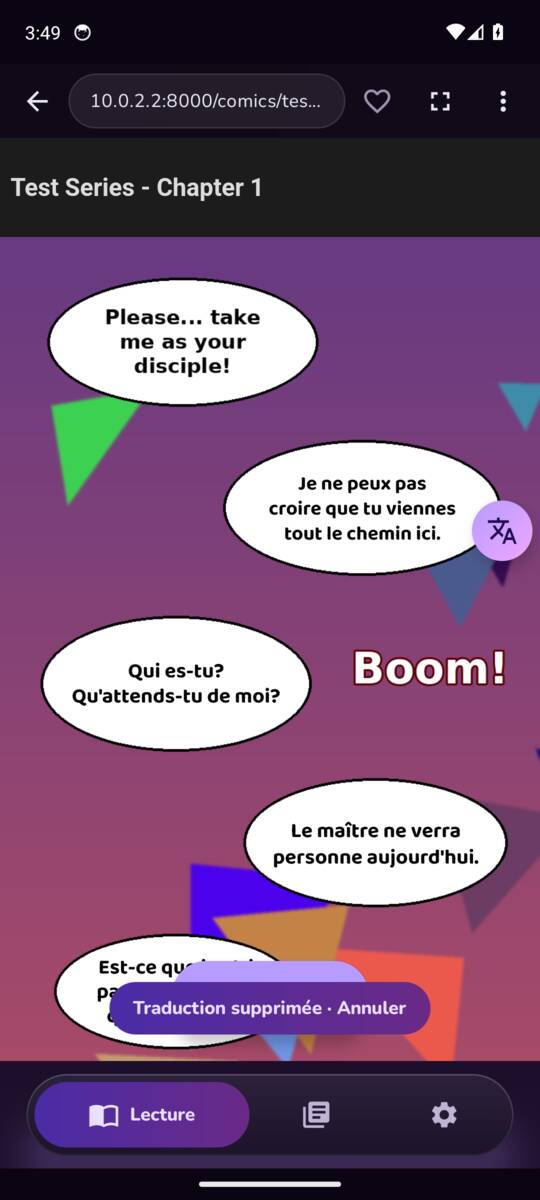 3:49
10.0.2.2:8000/comics/tes...
Test Series - Chapter 1
Please... take
me as your
disciple!
Je ne peux pas
croire que tu viennes
tout le chemin ici.
Qui es-tu?
Qu'attends-tu de moi?
Boom!
Le maître ne verra
personne aujourd'hui.
Est-ce que
Traduction supprimée · Annuler
Lecture